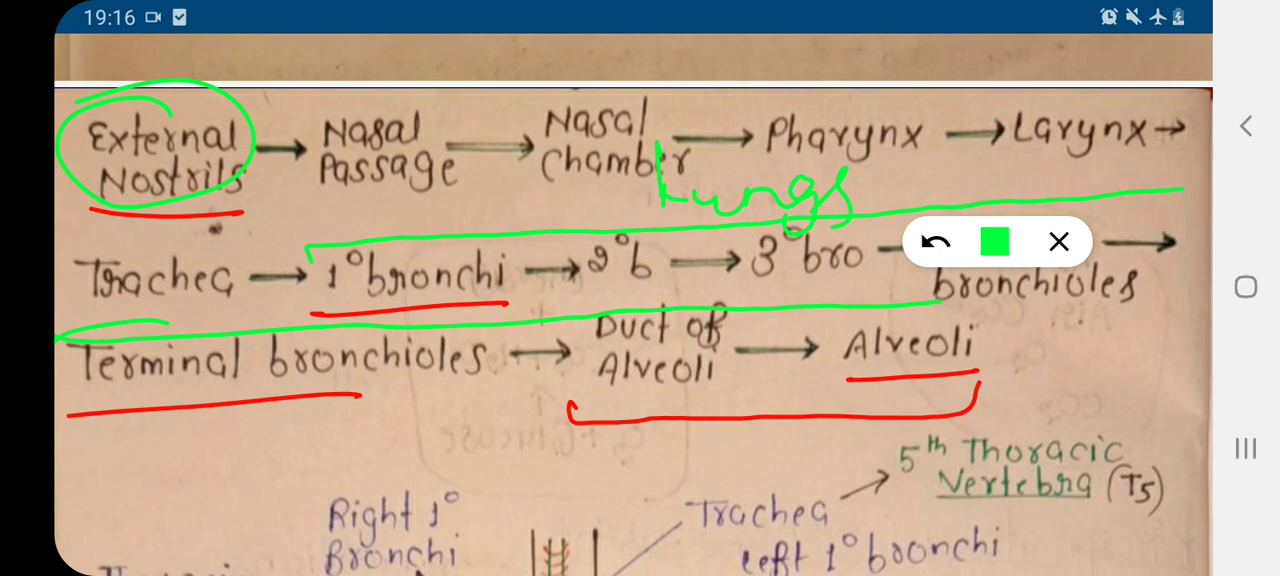 19:16
External → Nasal → Nasal → Pharynx → Larynx →
Nostrils Passage Chamber
Lungs
Trachea → 1° bronchi → 2°b → 3° bro
bronchioles →
Terminal bronchioles → Duct of → Alveoli
Alveoli
5th Thoracic
Vertebra (T5)
Right 1°
Bronchi
Trachea
left 1° bronchi